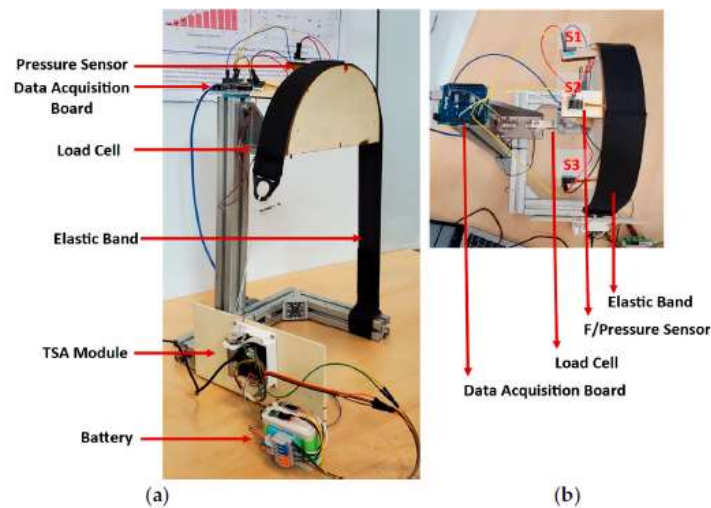 Pressure Sensor
Data Acquisition
Board
Load Cell
Elastic Band
TSA Module
Battery
(a)
S1
S2
S3
Elastic Band
F/Pressure Sensor
Load Cell
Data Acquisition Board
(b)